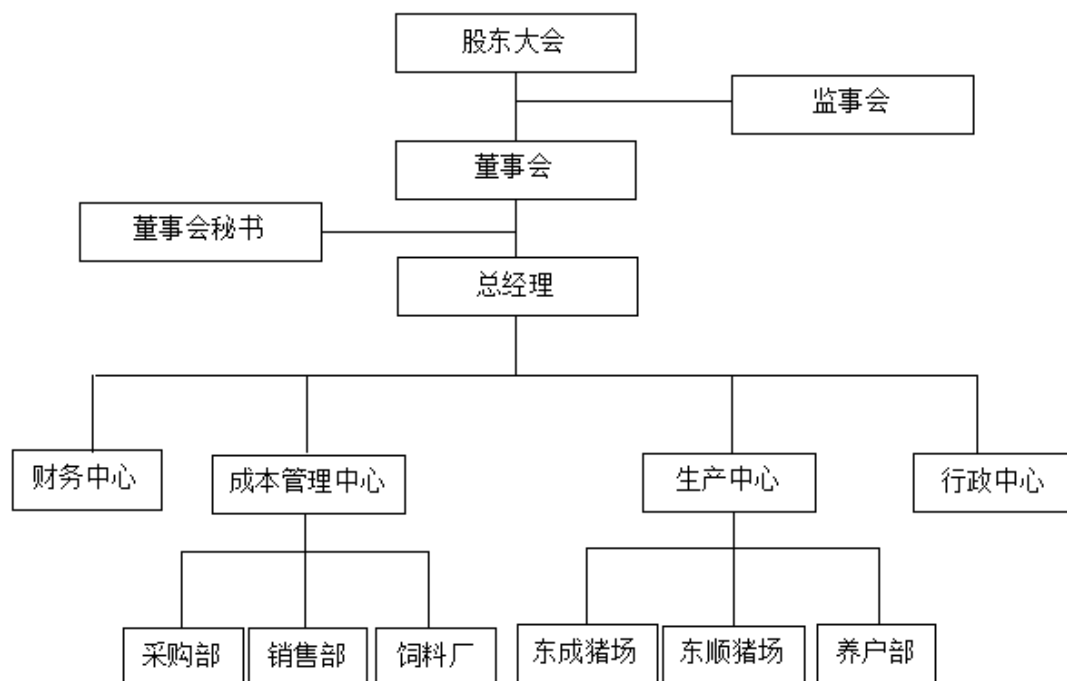 股东大会
监事会
董事会
董事会秘书
总经理
财务中心
成本管理中心
生产中心
行政中心
采购部
销售部
饲料厂
东成猪场
东顺猪场
养户部